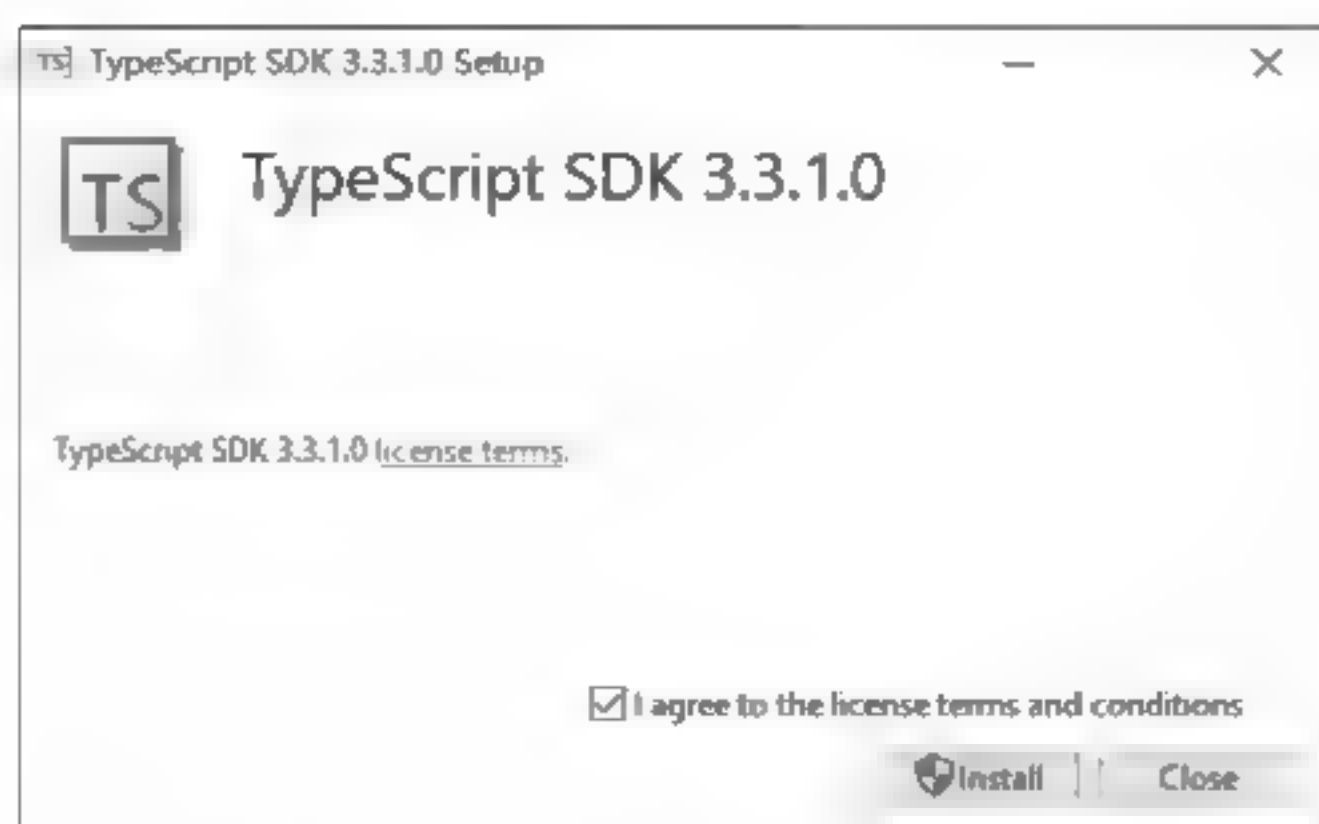 TS TypeScript SDK 3.3.1.0 Setup
TS TypeScript SDK 3.3.1.0
TypeScript SDK 3.3.1.0 license terms.
I agree to the license terms and conditions
Install Close